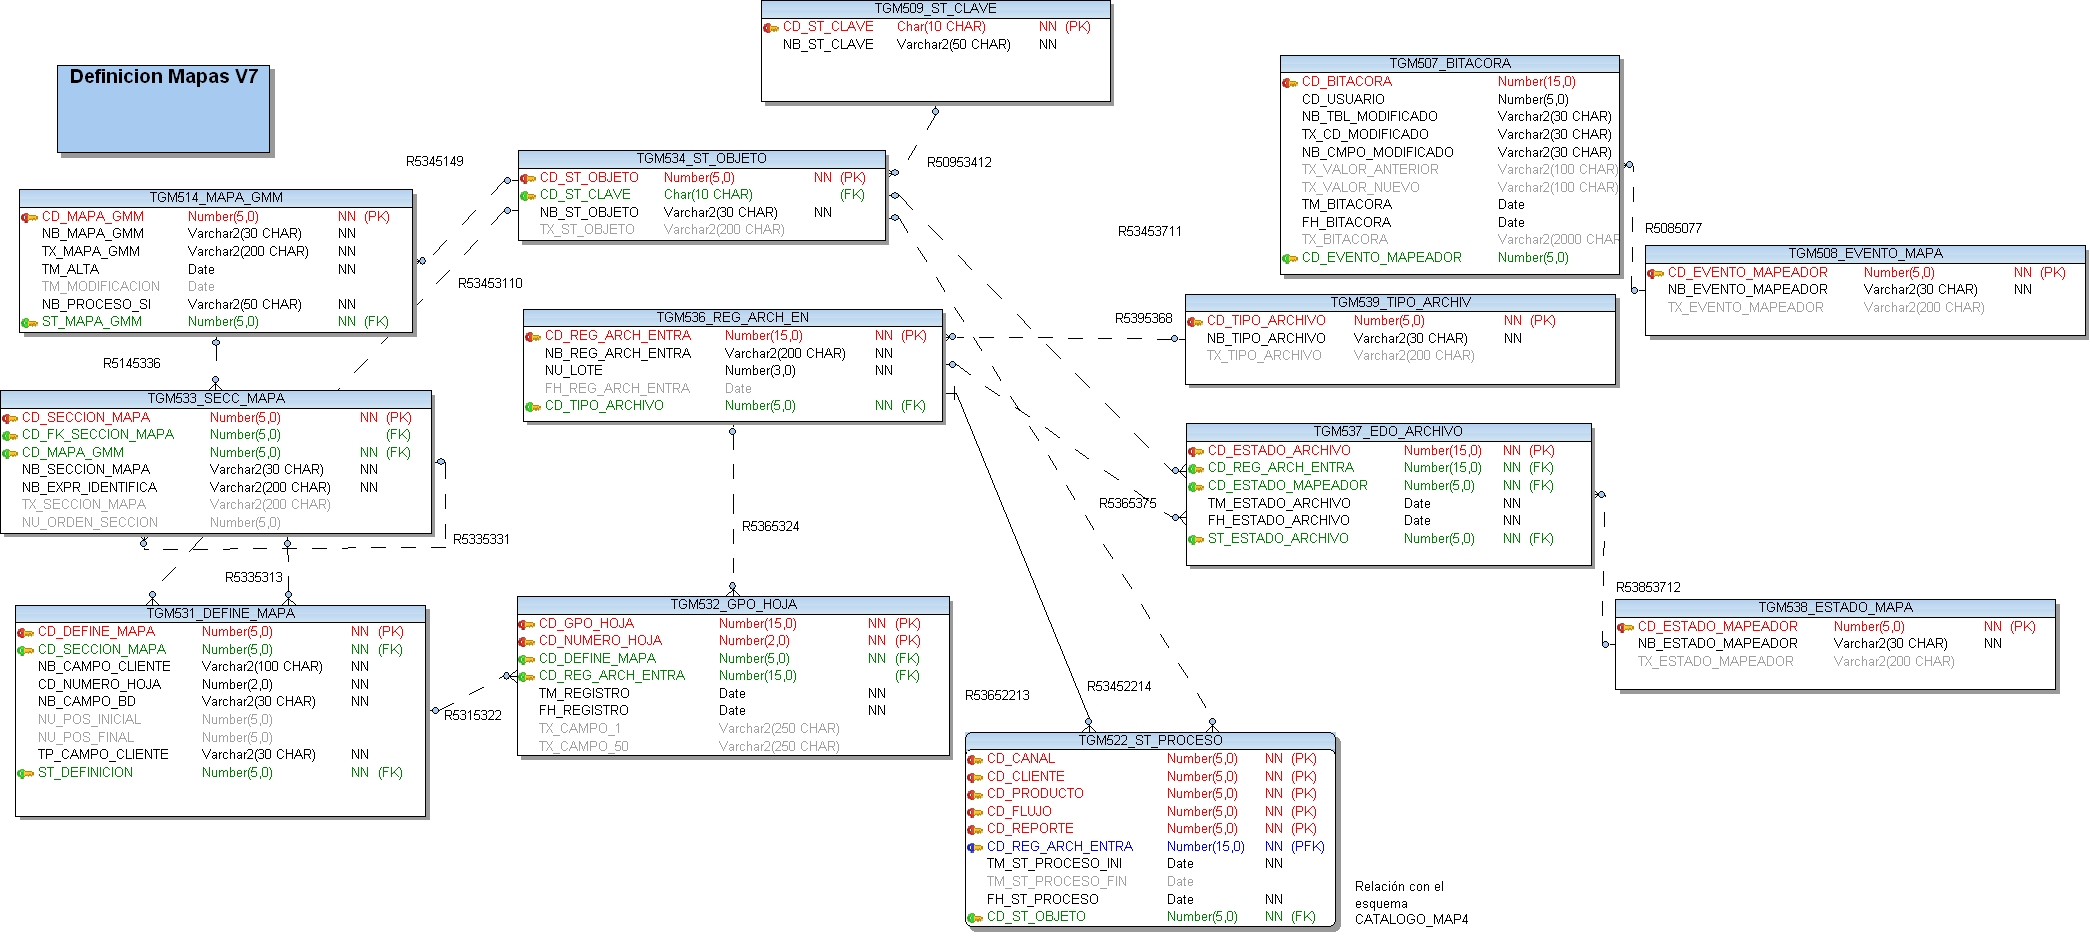 Definicion Mapas V7
TGM509_ST_CLAVE
CD_ST_CLAVE Char(10 CHAR) NN (PK)
NB_ST_CLAVE Varchar2(50 CHAR) NN
TGM507_BITACORA
CD_BITACORA Number(15,0)
CD_USUARIO Number(5,0)
NB_TBL_MODIFICADO Varchar2(30 CHAR)
TX_CD_MODIFICADO Varchar2(30 CHAR)
NB_CMPO_MODIFICADO Varchar2(30 CHAR)
TX_VALOR_ANTERIOR Varchar2(100 CHAR)
TX_VALOR_NUEVO Varchar2(100 CHAR)
TM_BITACORA Date
FH_BITACORA Date
TX_BITACORA Varchar2(2000 CHAR
CD_EVENTO_MAPEADOR Number(5,0)
R5345149
R50953412
TGM534_ST_OBJETO
CD_ST_OBJETO Number(5,0) NN (PK)
CD_ST_CLAVE Char(10 CHAR) (FK)
NB_ST_OBJETO Varchar2(30 CHAR) NN
TX_ST_OBJETO Varchar2(200 CHAR)
TGM514_MAPA_GMM
CD_MAPA_GMM Number(5,0) NN (PK)
NB_MAPA_GMM Varchar2(30 CHAR) NN
TX_MAPA_GMM Varchar2(200 CHAR) NN
TM_ALTA Date NN
TM_MODIFICACION Date
NB_PROCESO_SI Varchar2(50 CHAR) NN
ST_MAPA_GMM Number(5,0) NN (FK)
R53453711
R5085077
TGM508_EVENTO_MAPA
CD_EVENTO_MAPEADOR Number(5,0) NN (PK)
NB_EVENTO_MAPEADOR Varchar2(30 CHAR) NN
TX_EVENTO_MAPEADOR Varchar2(200 CHAR)
R53453110
TGM536_REG_ARCH_EN
CD_REG_ARCH_ENTRA Number(15,0) NN (PK)
NB_REG_ARCH_ENTRA Varchar2(200 CHAR) NN
NU_LOTE Number(3,0) NN
FH_REG_ARCH_ENTRA Date
CD_TIPO_ARCHIVO Number(5,0) NN (FK)
R5395368
TGM539_TIPO_ARCHIV
CD_TIPO_ARCHIVO Number(5,0) NN (PK)
NB_TIPO_ARCHIVO Varchar2(30 CHAR) NN
TX_TIPO_ARCHIVO Varchar2(200 CHAR)
R5145336
TGM533_SECC_MAPA
CD_SECCION_MAPA Number(5,0) NN (PK)
CD_FK_SECCION_MAPA Number(5,0) (FK)
CD_MAPA_GMM Number(5,0) NN (FK)
NB_SECCION_MAPA Varchar2(30 CHAR) NN
NB_EXPR_IDENTIFICA Varchar2(200 CHAR) NN
TX_SECCION_MAPA Varchar2(200 CHAR)
NU_ORDEN_SECCION Number(5,0)
TGM537_EDO_ARCHIVO
CD_ESTADO_ARCHIVO Number(15,0) NN (PK)
CD_REG_ARCH_ENTRA Number(15,0) NN (FK)
CD_ESTADO_MAPEADOR Number(5,0) NN (FK)
TM_ESTADO_ARCHIVO Date NN
FH_ESTADO_ARCHIVO Date NN
ST_ESTADO_ARCHIVO Number(5,0) NN (FK)
R5365375
R5365324
R5335331
R5335313
R53853712
TGM531_DEFINE_MAPA
CD_DEFINE_MAPA Number(5,0) NN (PK)
CD_SECCION_MAPA Number(5,0) NN (FK)
NB_CAMPO_CLIENTE Varchar2(100 CHAR) NN
CD_NUMERO_HOJA Number(2,0) NN
NB_CAMPO_BD Varchar2(30 CHAR) NN
NU_POS_INICIAL Number(5,0)
NU_POS_FINAL Number(5,0)
TP_CAMPO_CLIENTE Varchar2(30 CHAR) NN
ST_DEFINICION Number(5,0) NN (FK)
R5315322
TGM532_GPO_HOJA
CD_GPO_HOJA Number(15,0) NN (PK)
CD_NUMERO_HOJA Number(2,0) NN (PK)
CD_DEFINE_MAPA Number(5,0) NN (FK)
CD_REG_ARCH_ENTRA Number(15,0) (FK)
TM_REGISTRO Date NN
FH_REGISTRO Date NN
TX_CAMPO_1 Varchar2(250 CHAR)
TX_CAMPO_50 Varchar2(250 CHAR)
TGM538_ESTADO_MAPA
CD_ESTADO_MAPEADOR Number(5,0) NN (PK)
NB_ESTADO_MAPEADOR Varchar2(30 CHAR) NN
TX_ESTADO_MAPEADOR Varchar2(200 CHAR)
R53652213
R53452214
TGM522_ST_PROCESO
CD_CANAL Number(5,0) NN (PK)
CD_CLIENTE Number(5,0) NN (PK)
CD_PRODUCTO Number(5,0) NN (PK)
CD_FLUJO Number(5,0) NN (PK)
CD_REPORTE Number(5,0) NN (PK)
CD_REG_ARCH_ENTRA Number(15,0) NN (PFK)
TM_ST_PROCESO_INI Date NN
TM_ST_PROCESO_FIN Date
FH_ST_PROCESO Date NN
CD_ST_OBJETO Number(5,0) NN (FK)
Relación con el
esquema
CATALOGO_MAP4